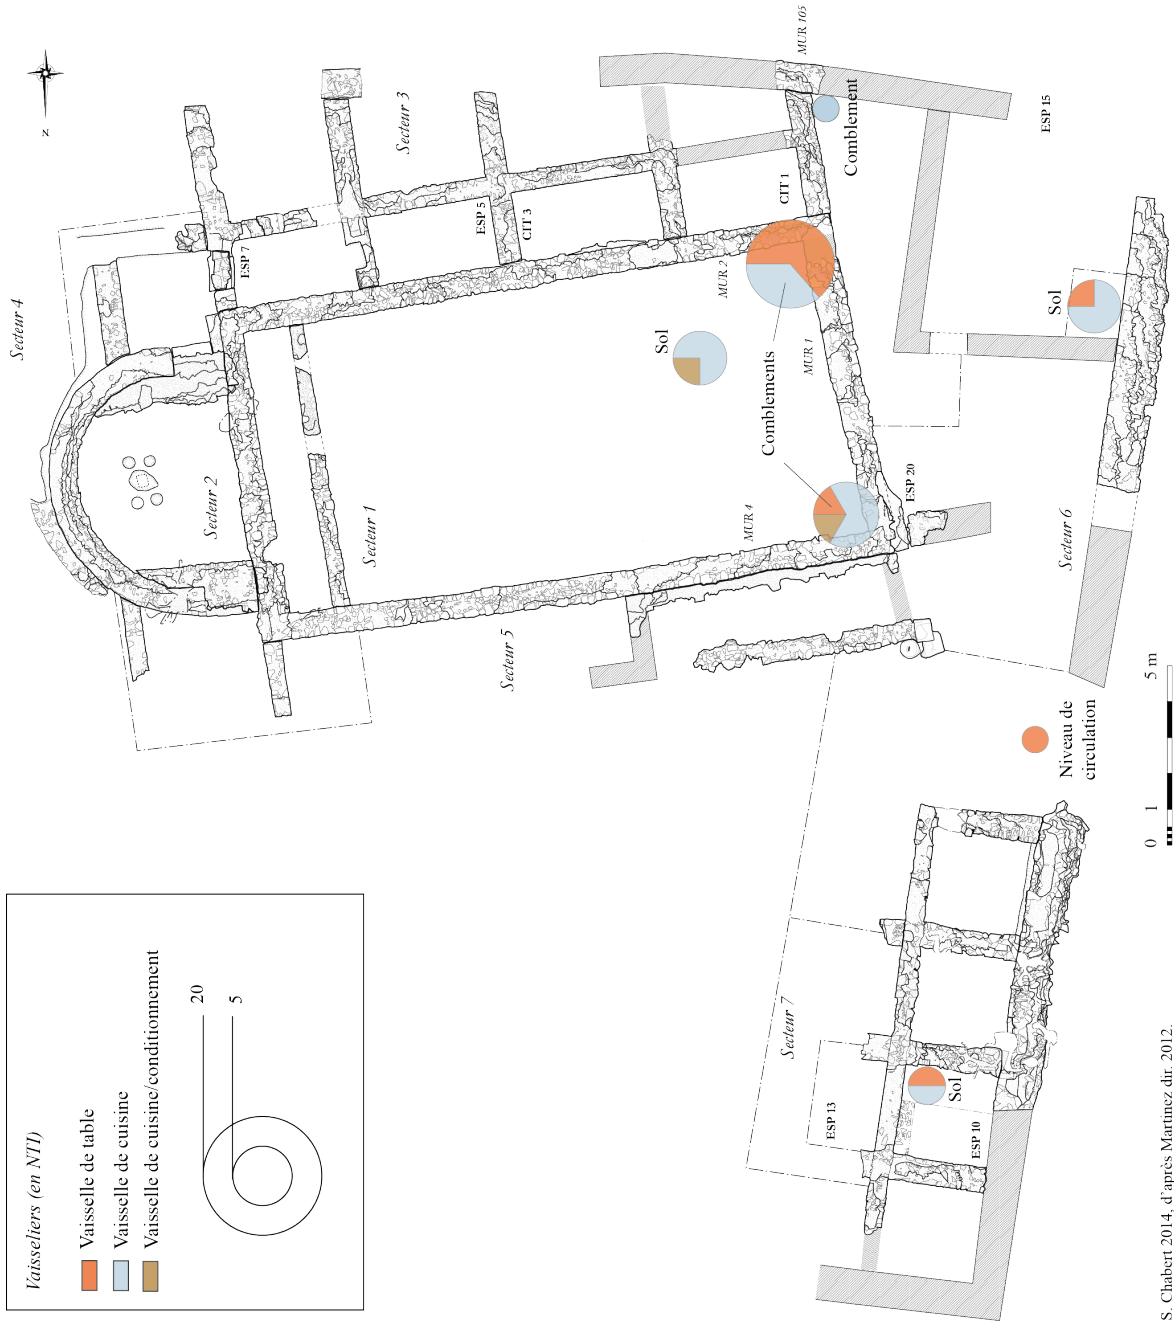 Vaisseliers (en NTI)
Vaisselle de table
Vaisselle de cuisine
Vaisselle de cuisine/conditionnement
20
5
N
Secteur 4
Secteur 3
ESP 7
ESP 5
CIT 3
Secteur 2
Secteur 1
Secteur 5
MUR 105
Comblement
ESP 15
CIT 1
MUR 2
Sol
MUR 1
Comblements
MUR 4
ESP 20
Sol
Secteur 6
Niveau de
circulation
Secteur 7
ESP 13
Sol
ESP 10
0 1 5 m
S. Chabert 2014, d'après Martinez dir. 2012.